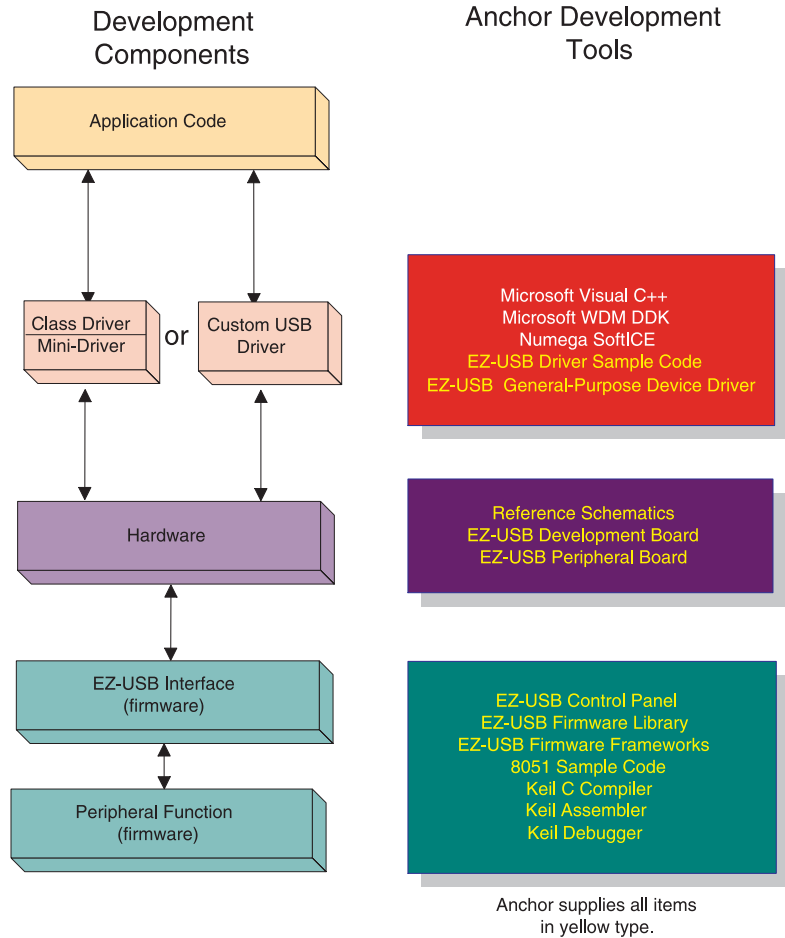 Development
Components
Application Code
Class Driver
Mini-Driver
or
Custom USB
Driver
Hardware
EZ-USB Interface
(firmware)
Peripheral Function
(firmware)
Anchor Development
Tools
Microsoft Visual C++
Microsoft WDM DDK
Numega SoftICE
EZ-USB Driver Sample Code
EZ-USB General-Purpose Device Driver
Reference Schematics
EZ-USB Development Board
EZ-USB Peripheral Board
EZ-USB Control Panel
EZ-USB Firmware Library
EZ-USB Firmware Frameworks
8051 Sample Code
Keil C Compiler
Keil Assembler
Keil Debugger
Anchor supplies all items
in yellow type.